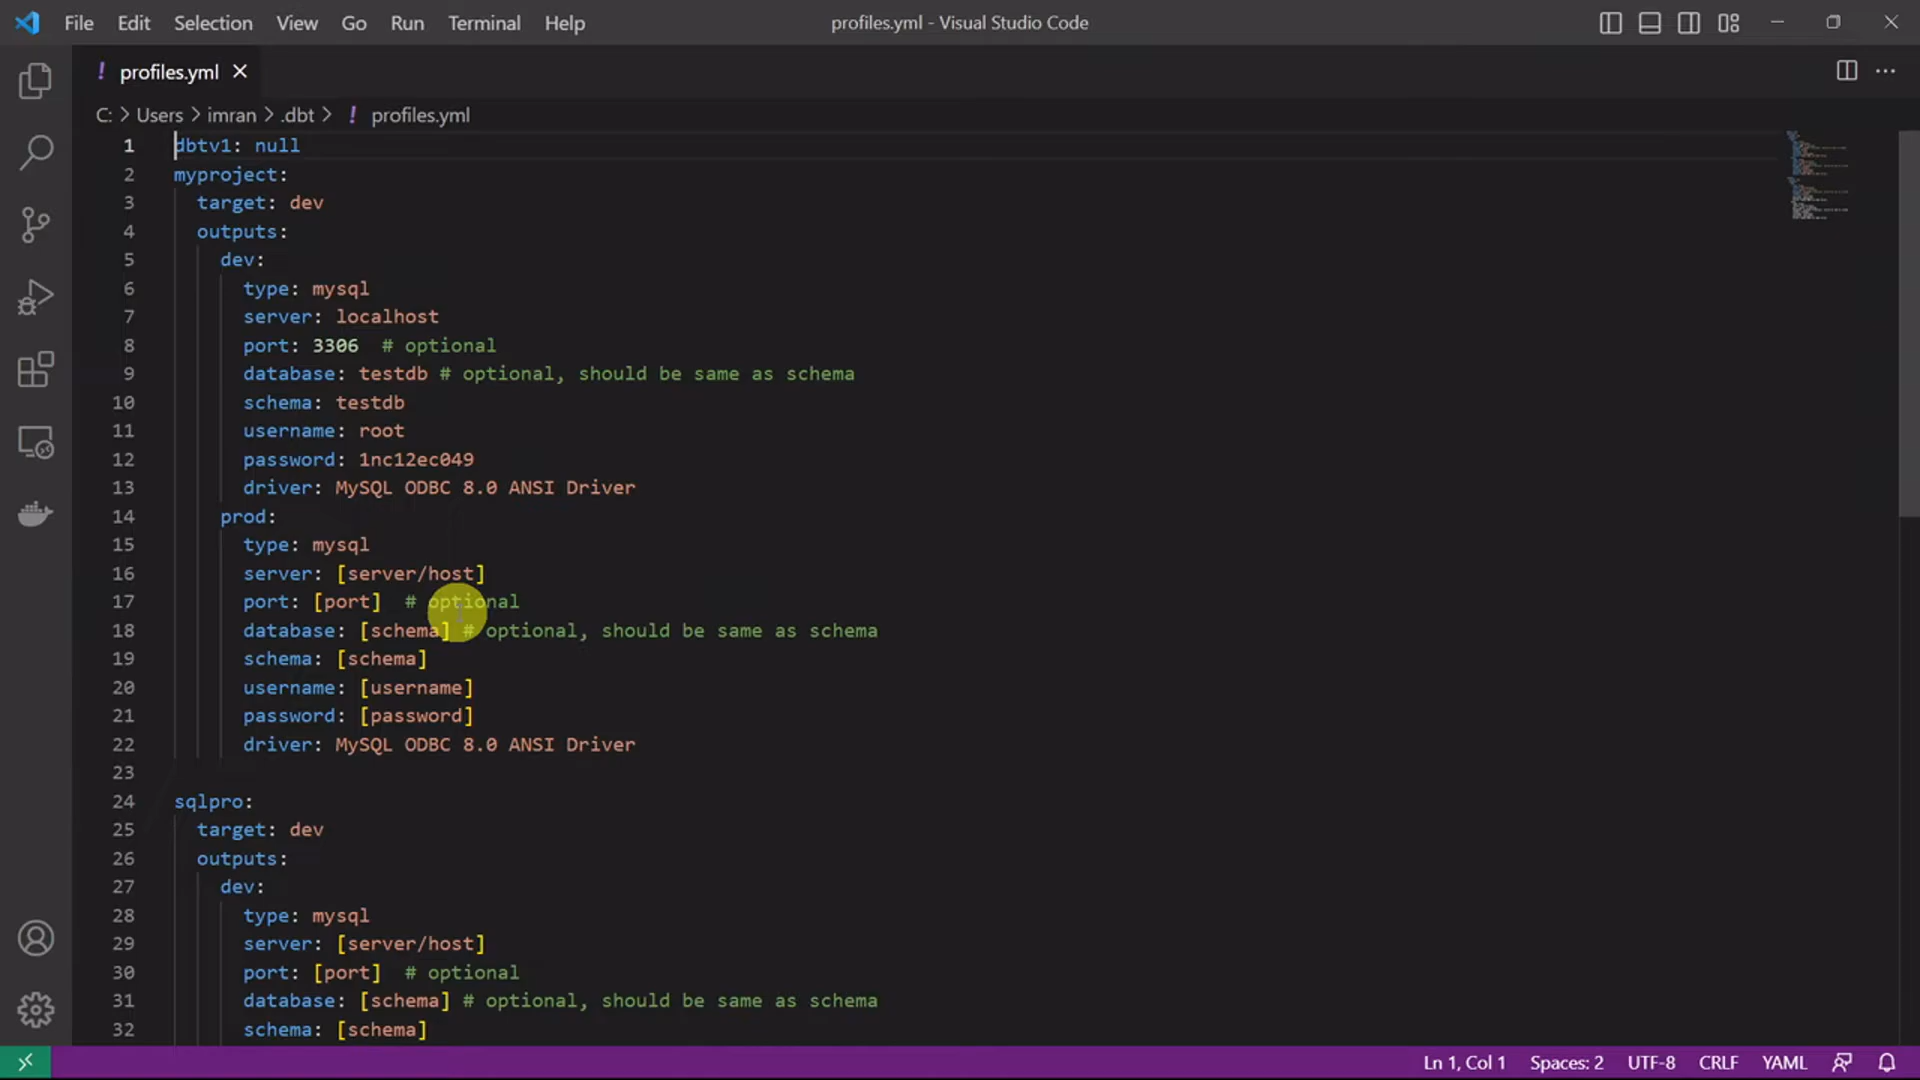 File Edit Selection View Go Run Terminal Help
profiles.yml - Visual Studio Code
! profiles.yml ×
C: > Users > imran > .dbt > ! profiles.yml
1 dbtv1: null
2 myproject:
3 target: dev
4 outputs:
5 dev:
6 type: mysql
7 server: localhost
8 port: 3306 # optional
9 database: testdb # optional, should be same as schema
10 schema: testdb
11 username: root
12 password: 1nc12ec049
13 driver: MySQL ODBC 8.0 ANSI Driver
14 prod:
15 type: mysql
16 server: [server/host]
17 port: [port] # optional
18 database: [schema] # optional, should be same as schema
19 schema: [schema]
20 username: [username]
21 password: [password]
22 driver: MySQL ODBC 8.0 ANSI Driver
23
24 sqlpro:
25 target: dev
26 outputs:
27 dev:
28 type: mysql
29 server: [server/host]
30 port: [port] # optional
31 database: [schema] # optional, should be same as schema
32 schema: [schema]
Ln 1, Col 1 Spaces: 2 UTF-8 CRLF YAML